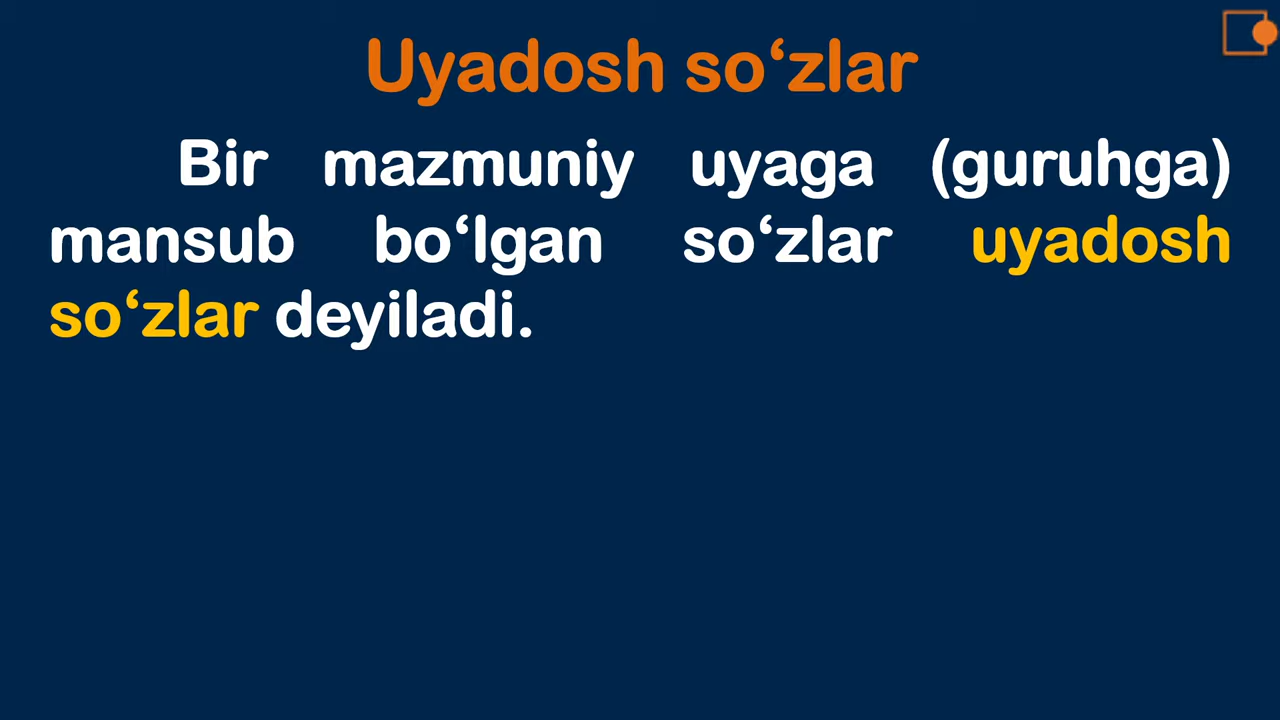 Uyadosh so‘zlar
Bir mazmuniy uyaga (guruhga)
mansub bo‘lgan so‘zlar uyadosh
so‘zlar deyiladi.